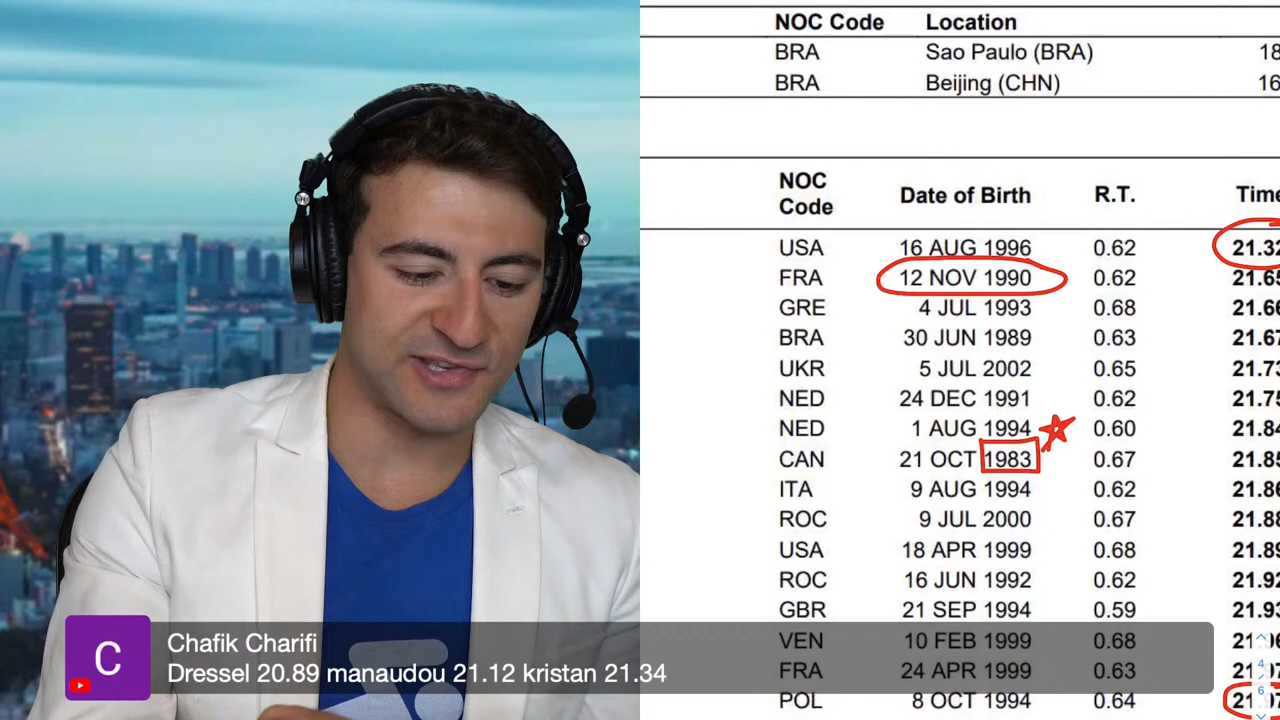 NOC Code Location
BRA Sao Paulo (BRA) 18
BRA Beijing (CHN) 16
NOC Code Date of Birth R.T. Time
USA 16 AUG 1996 0.62 21.32
FRA 12 NOV 1990 0.62 21.65
GRE 4 JUL 1993 0.68 21.66
BRA 30 JUN 1989 0.63 21.67
UKR 5 JUL 2002 0.65 21.73
NED 24 DEC 1991 0.62 21.75
NED 1 AUG 1994 0.60 21.84
CAN 21 OCT 1983 0.67 21.85
ITA 9 AUG 1994 0.62 21.86
ROC 9 JUL 2000 0.67 21.88
USA 18 APR 1999 0.68 21.89
ROC 16 JUN 1992 0.62 21.92
GBR 21 SEP 1994 0.59 21.93
VEN 10 FEB 1999 0.68
FRA 24 APR 1999 0.63
POL 8 OCT 1994 0.64
C
Chafik Charifi
Dressel 20.89 manaudou 21.12 kristan 21.34